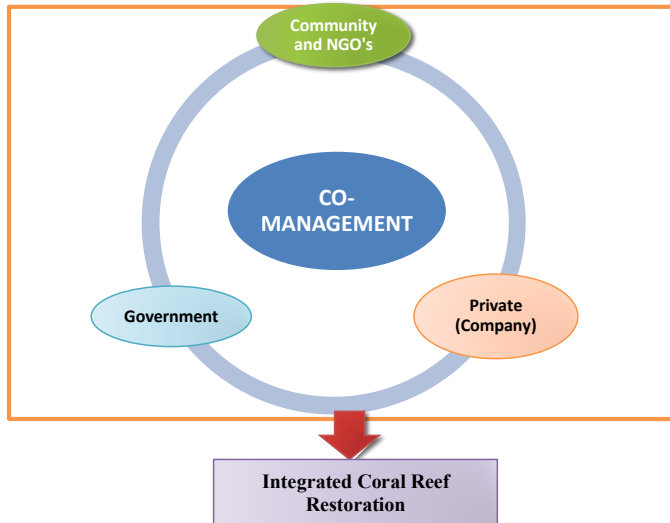 Community
and NGO's
CO-
MANAGEMENT
Government
Private
(Company)
Integrated Coral Reef
Restoration